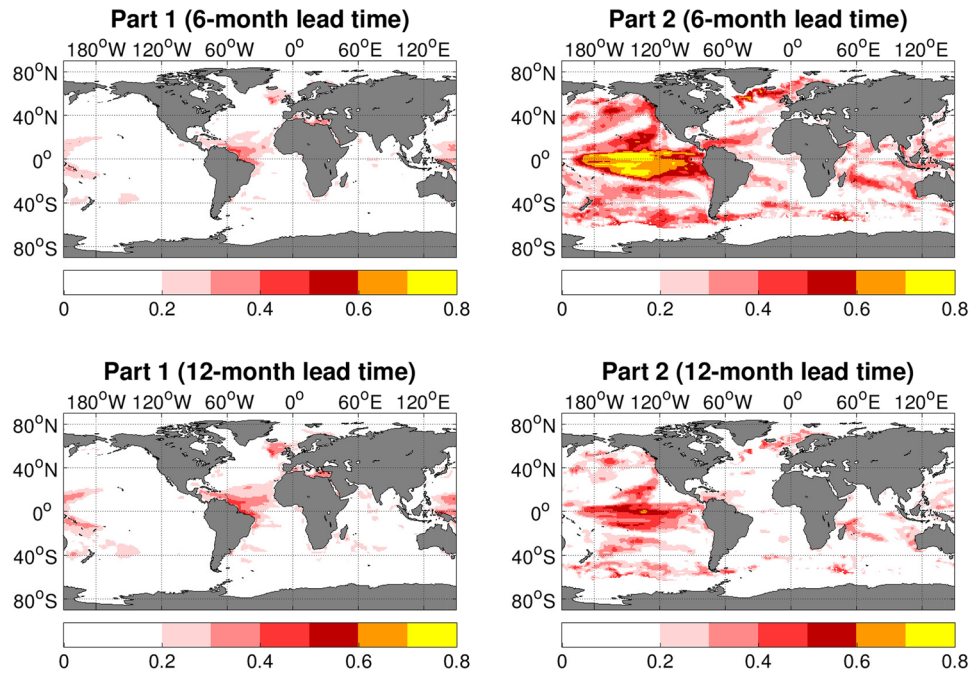 Part 1 (6-month lead time)
180°W 120°W 60°W 0° 60°E 120°E
80°N
40°N
0°
40°S
80°S
0 0.2 0.4 0.6 0.8
Part 2 (6-month lead time)
180°W 120°W 60°W 0° 60°E 120°E
80°N
40°N
0°
40°S
80°S
0 0.2 0.4 0.6 0.8
Part 1 (12-month lead time)
180°W 120°W 60°W 0° 60°E 120°E
80°N
40°N
0°
40°S
80°S
0 0.2 0.4 0.6 0.8
Part 2 (12-month lead time)
180°W 120°W 60°W 0° 60°E 120°E
80°N
40°N
0°
40°S
80°S
0 0.2 0.4 0.6 0.8